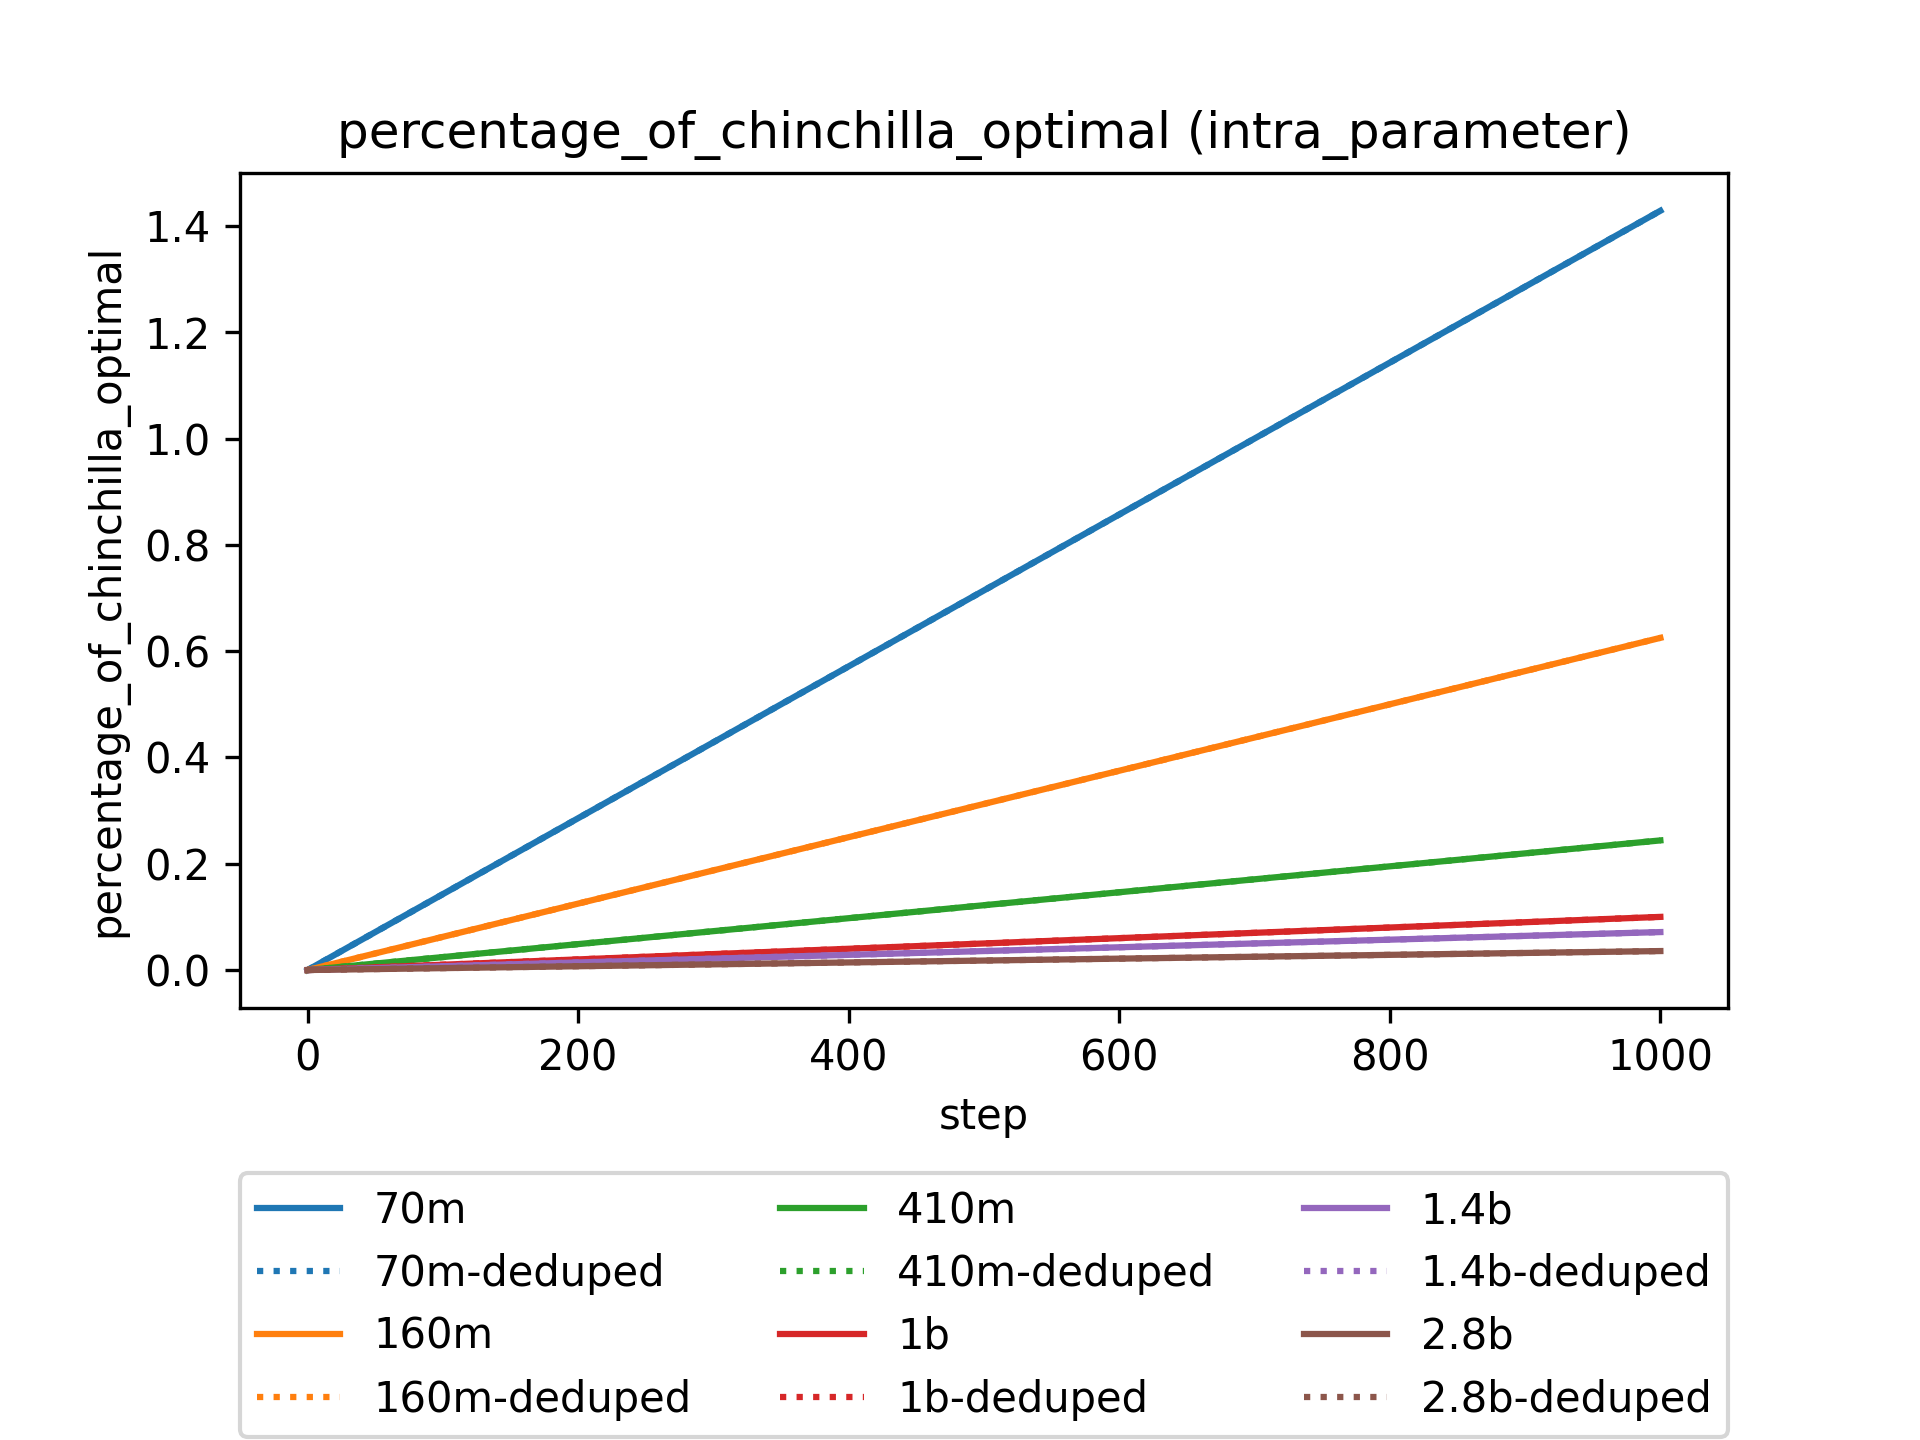 percentage_of_chinchilla_optimal (intra_parameter)
percentage_of_chinchilla_optimal
1.4
1.2
1.0
0.8
0.6
0.4
0.2
0.0
0 200 400 600 800 1000
step
70m
70m-deduped
160m
160m-deduped
410m
410m-deduped
1b
1b-deduped
1.4b
1.4b-deduped
2.8b
2.8b-deduped